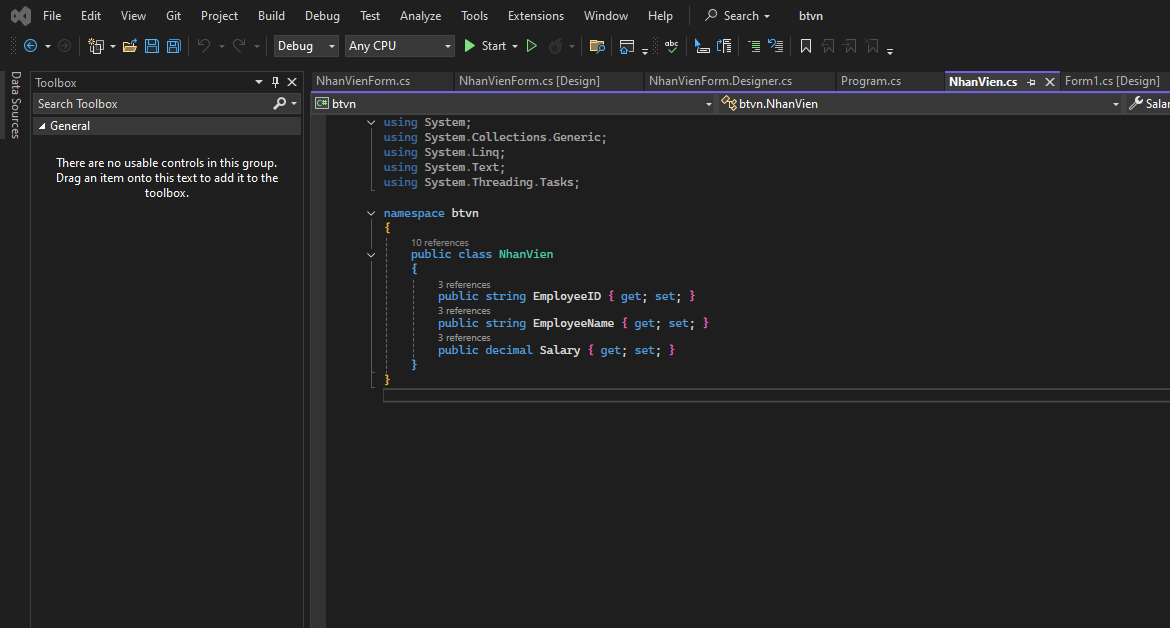 File Edit View Git Project Build Debug Test Analyze Tools Extensions Window Help Search btvn
Debug Any CPU Start abc
Data Sources
Toolbox
Search Toolbox
General
There are no usable controls in this group.
Drag an item onto this text to add it to the
toolbox.
NhanVienForm.cs NhanVienForm.cs [Design] NhanVienForm.Designer.cs Program.cs NhanVien.cs Form1.cs [Design]
C# btvn btvn.NhanVien Salar
using System;
using System.Collections.Generic;
using System.Linq;
using System.Text;
using System.Threading.Tasks;
namespace btvn
{
10 references
public class NhanVien
{
3 references
public string EmployeeID { get; set; }
3 references
public string EmployeeName { get; set; }
3 references
public decimal Salary { get; set; }
}
}